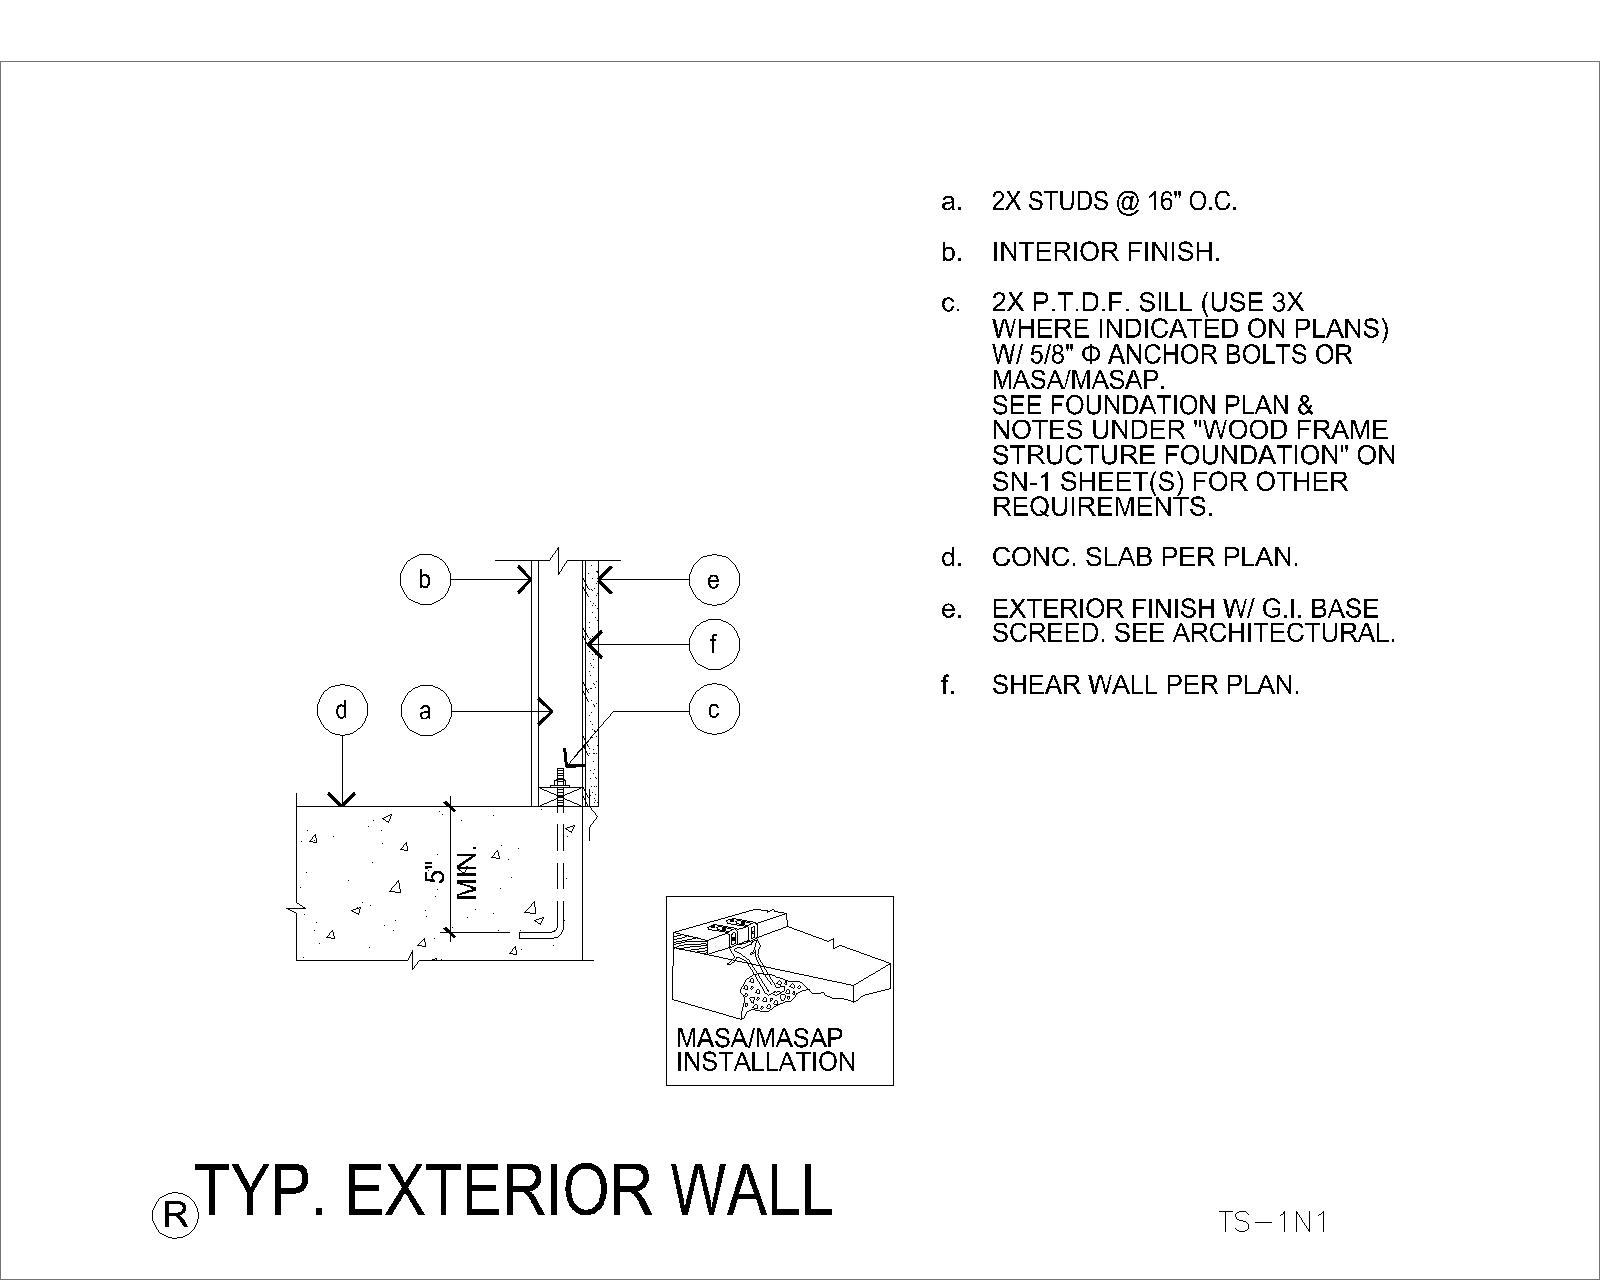 a. 2X STUDS @ 16" O.C.
b. INTERIOR FINISH.
c. 2X P.T.D.F. SILL (USE 3X
WHERE INDICATED ON PLANS)
W/ 5/8" Φ ANCHOR BOLTS OR
MASA/MASAP.
SEE FOUNDATION PLAN &
NOTES UNDER "WOOD FRAME
STRUCTURE FOUNDATION" ON
SN-1 SHEET(S) FOR OTHER
REQUIREMENTS.
d. CONC. SLAB PER PLAN.
e. EXTERIOR FINISH W/ G.I. BASE
SCREED. SEE ARCHITECTURAL.
f. SHEAR WALL PER PLAN.
b
e
f
d
a
c
5"
MIN.
MASA/MASAP
INSTALLATION
R
TYP. EXTERIOR WALL
TS-1N1